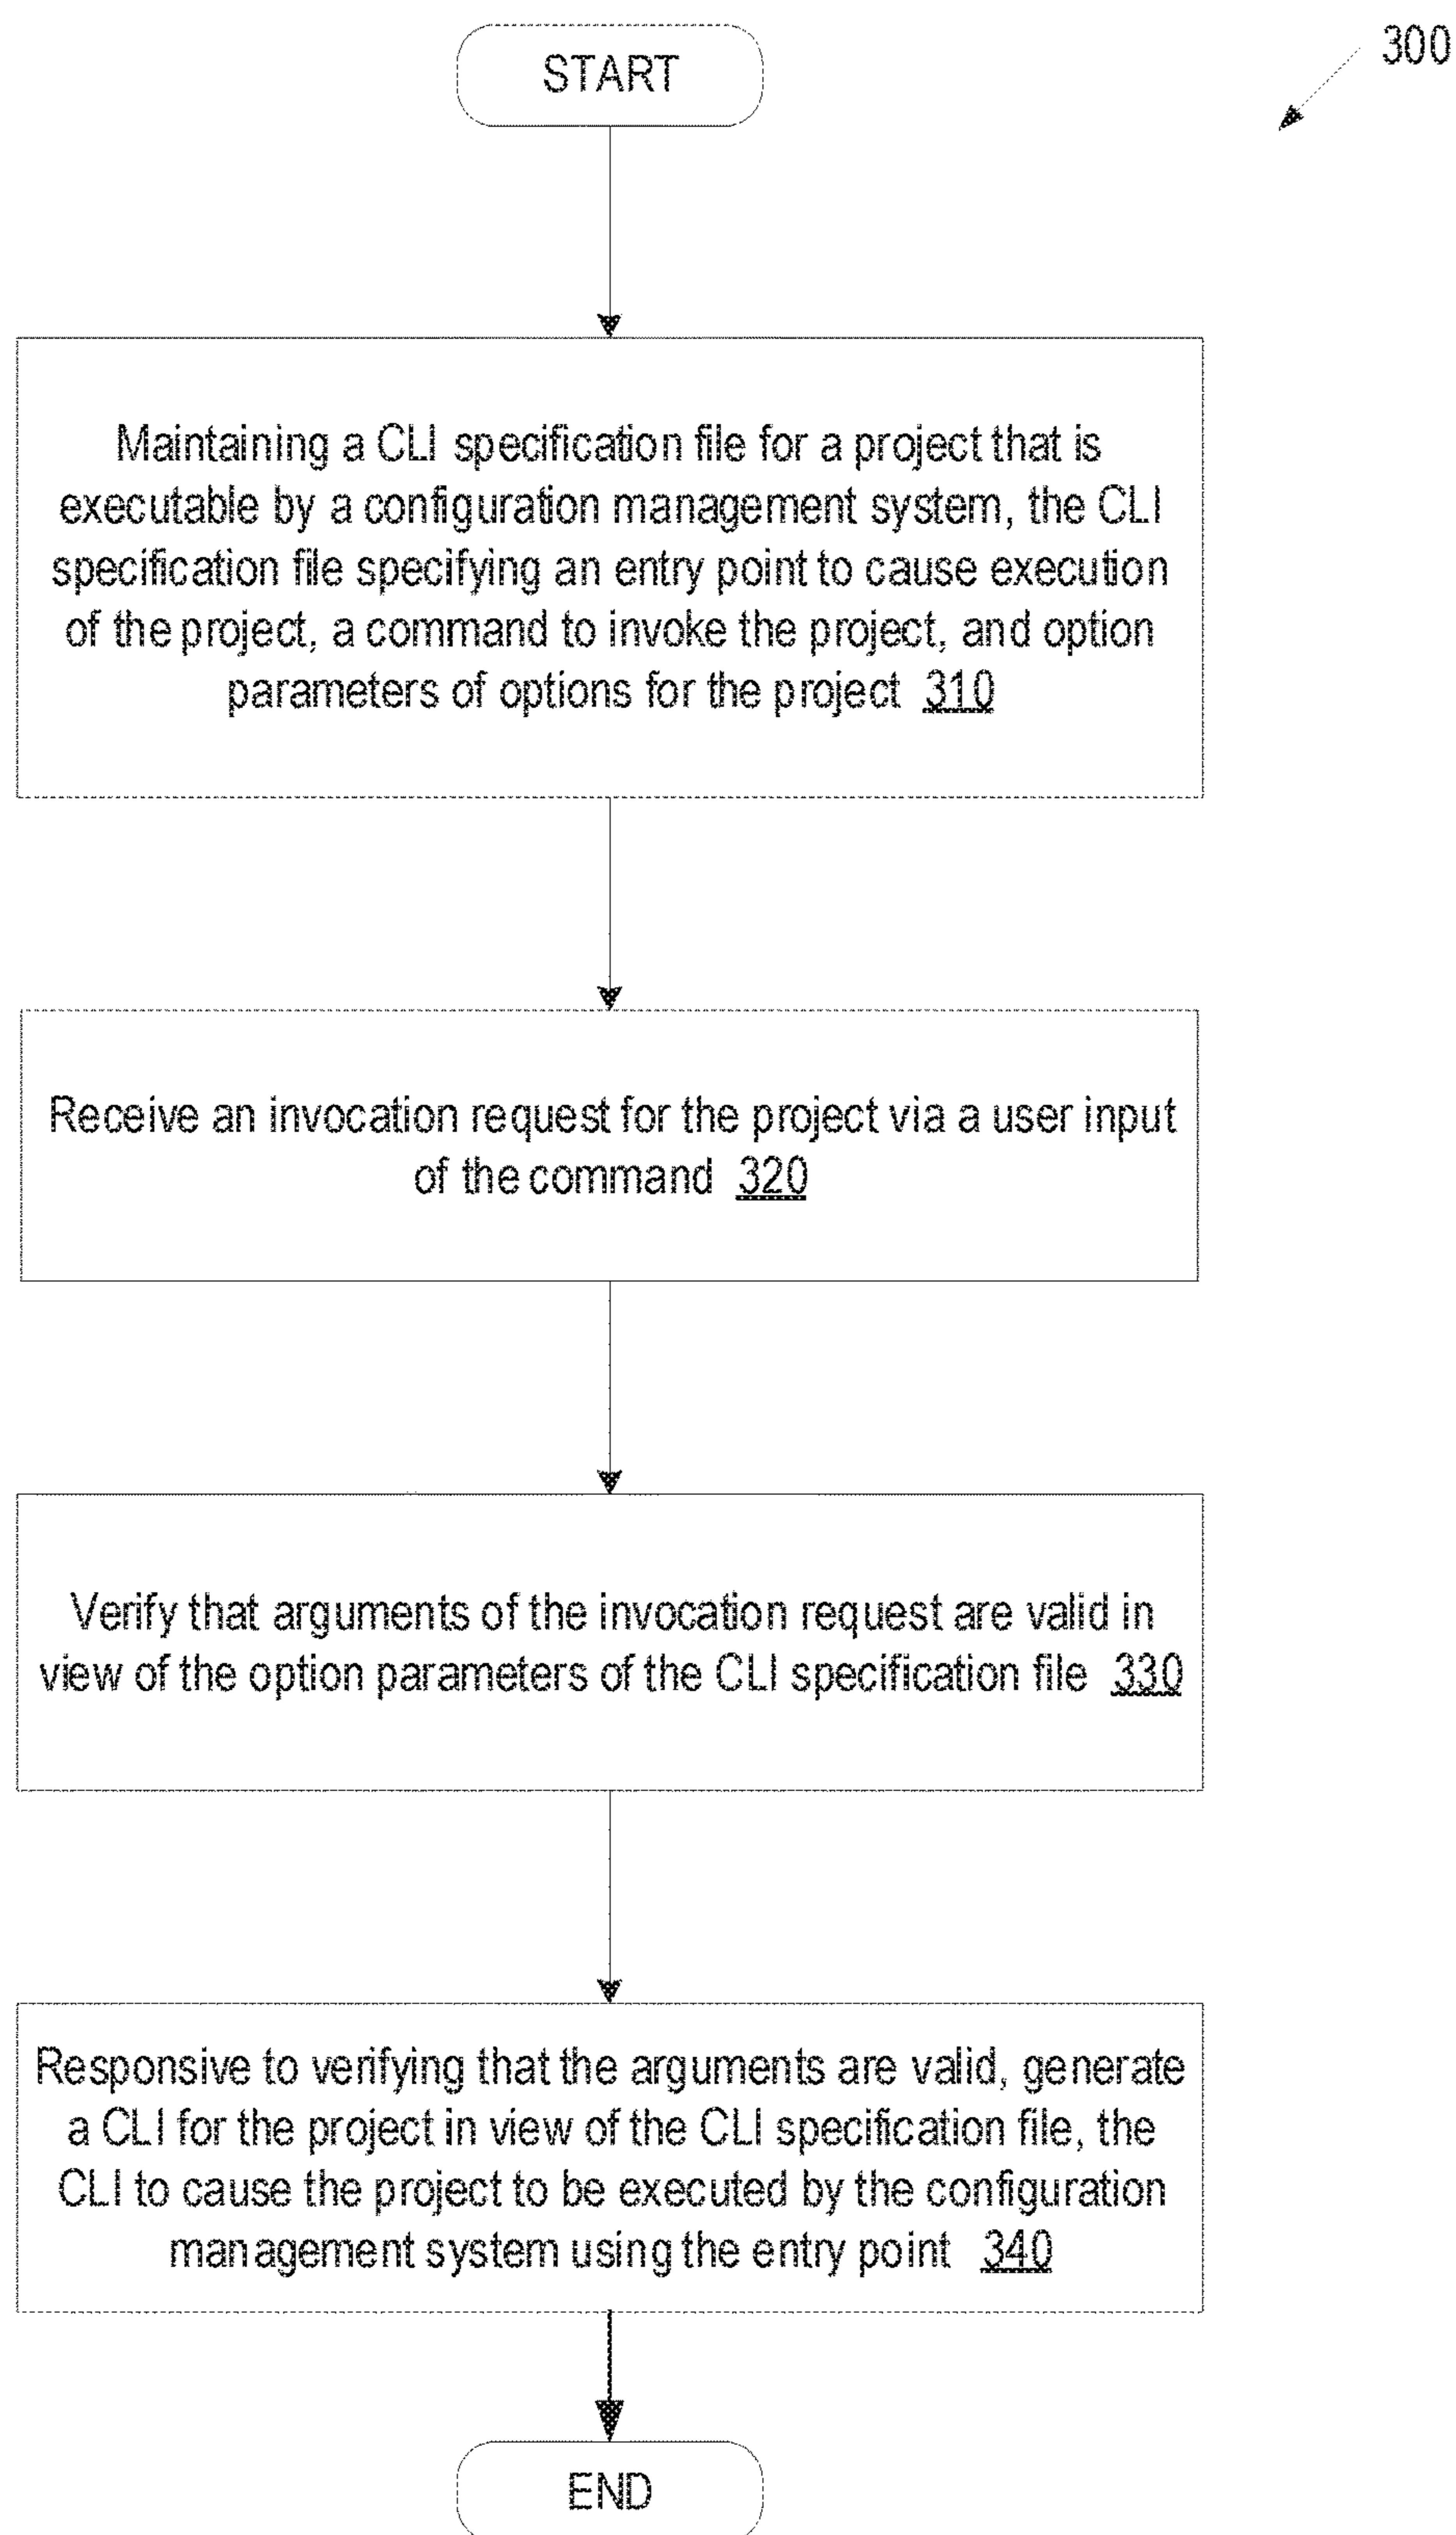 START
300
Maintaining a CLI specification file for a project that is
executable by a configuration management system, the CLI
specification file specifying an entry point to cause execution
of the project, a command to invoke the project, and option
parameters of options for the project 310
Receive an invocation request for the project via a user input
of the command 320
Verify that arguments of the invocation request are valid in
view of the option parameters of the CLI specification file 330
Responsive to verifying that the arguments are valid, generate
a CLI for the project in view of the CLI specification file, the
CLI to cause the project to be executed by the configuration
management system using the entry point 340
END